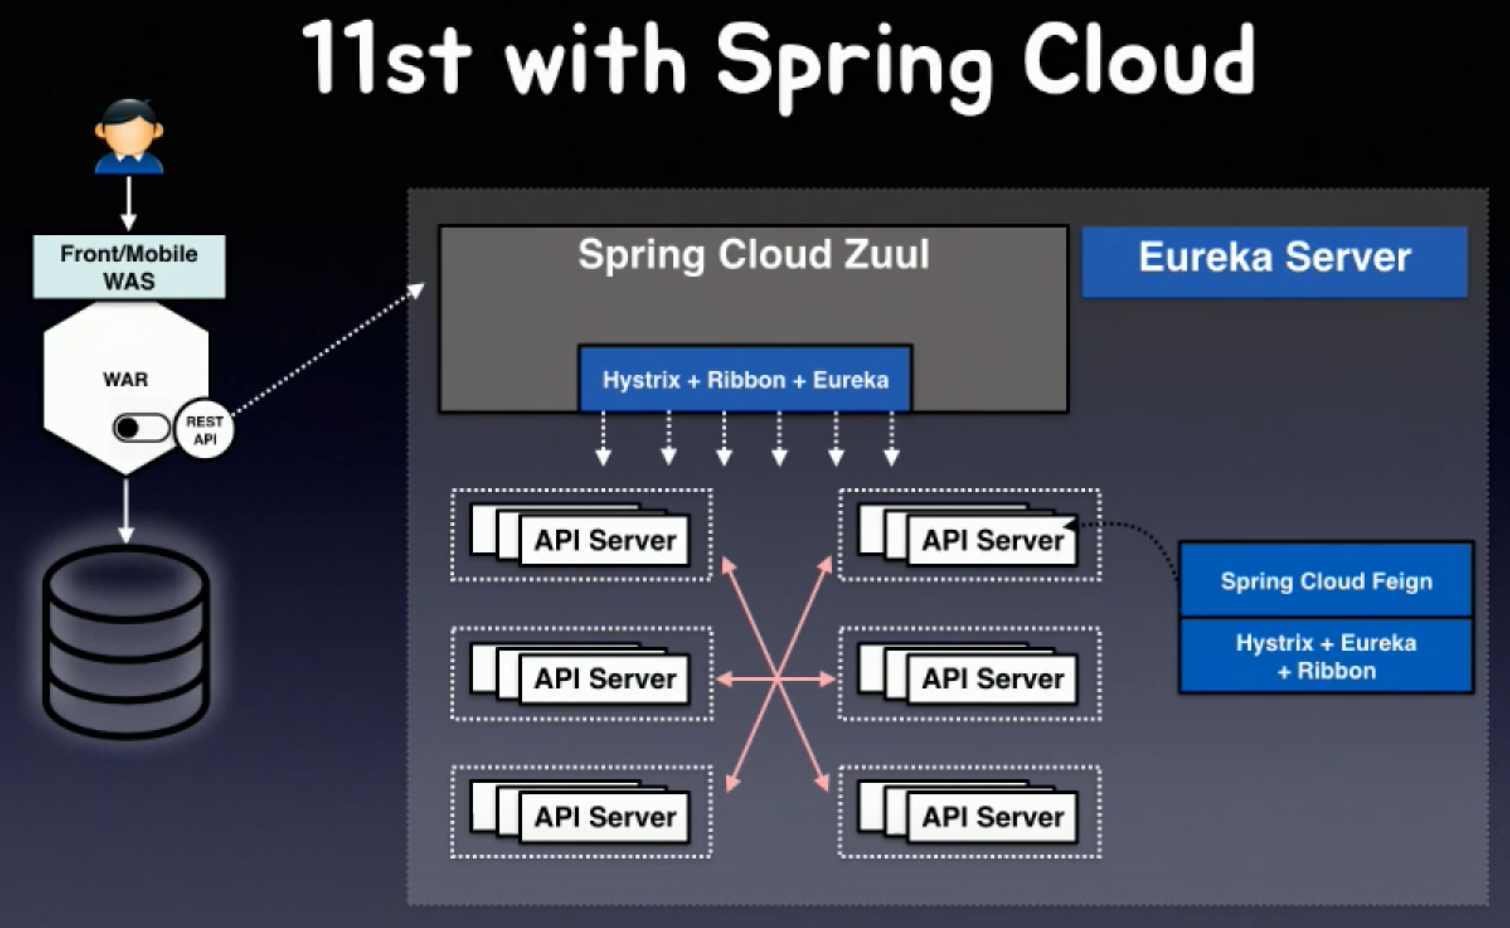 11st with Spring Cloud
Front/Mobile
WAS
WAR
REST
API
Spring Cloud Zuul
Hystrix + Ribbon + Eureka
Eureka Server
API Server
API Server
API Server
API Server
API Server
API Server
Spring Cloud Feign
Hystrix + Eureka
+ Ribbon